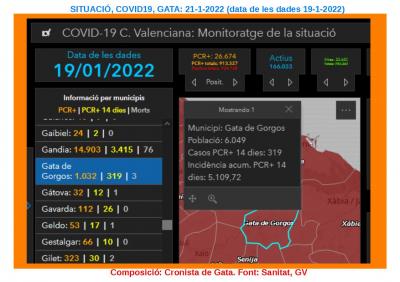 SITUACIÓ, COVID19, GATA: 21-1-2022 (data de les dades 19-1-2022)
COVID-19 C. Valenciana: Monitoratge de la situació
Data de les dades
19/01/2022
PCR+: 26.674
PCR+ totals: 913.327
Actius
166.033
Posit.
Informació per municipis
PCR+ | PCR+ 14 dies | Morts
Gaibiel: 24 | 2 | 0
Gandia: 14.903 | 3.415 | 76
Gata de
Gorgos: 1.032 | 319 | 3
Gátova: 32 | 12 | 1
Gavarda: 112 | 26 | 0
Geldo: 53 | 17 | 1
Gestalgar: 66 | 10 | 0
Gilet: 323 | 30 | 2
Mostrando 1
Municipi: Gata de Gorgos
Població: 6.049
Casos PCR+ 14 dies: 319
Incidència acum. PCR+ 14
dies: 5.109,72
Xàbia / J
Gata de Gorgos
Xàbia
Senija
Composició: Cronista de Gata. Font: Sanitat, GV